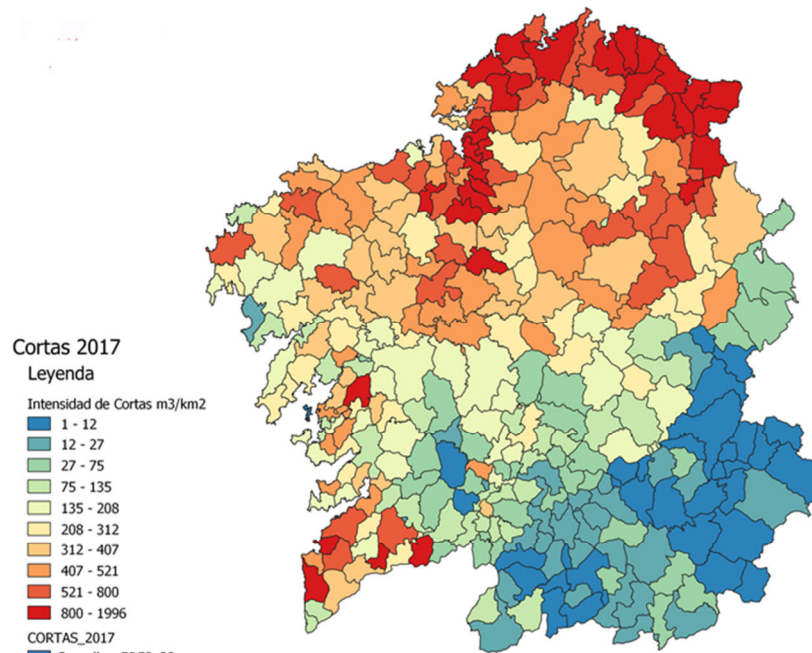 Cortas 2017
Leyenda
Intensidad de Cortas m3/km2
1 - 12
12 - 27
27 - 75
75 - 135
135 - 208
208 - 312
312 - 407
407 - 521
521 - 800
800 - 1996
CORTAS_2017